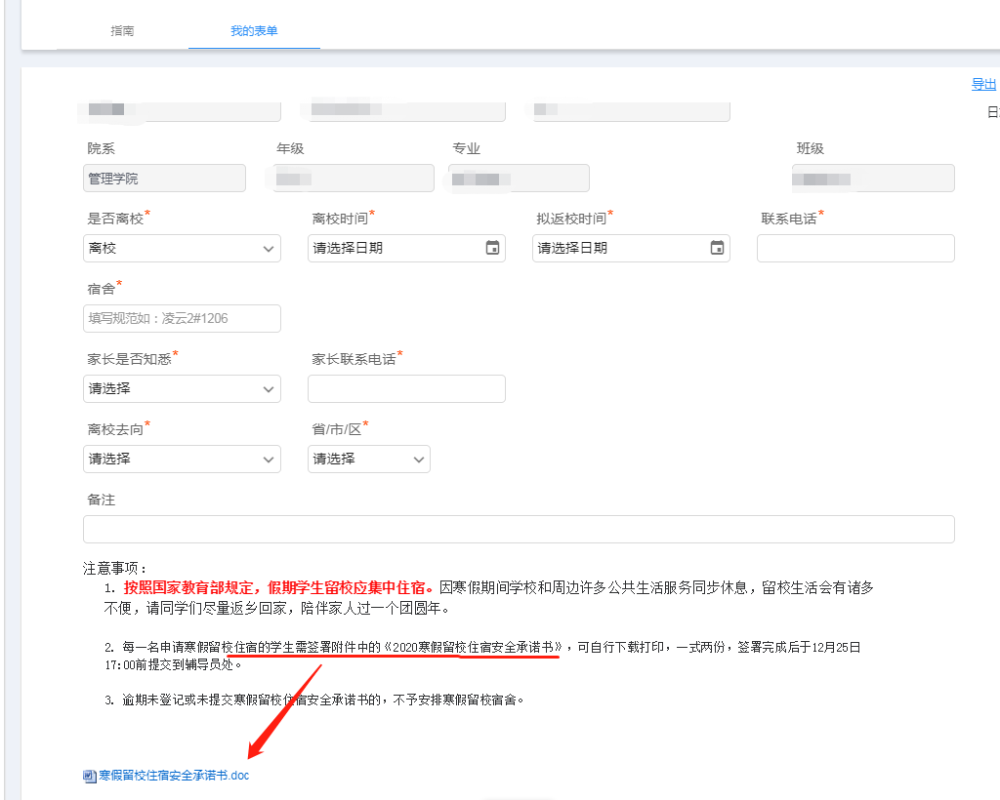 指南 我的表单
导出
院系 年级 专业 班级
管理学院
是否离校* 离校时间* 拟返校时间* 联系电话*
离校 请选择日期 请选择日期
宿舍*
填写规范如：凌云2#1206
家长是否知悉* 家长联系电话*
请选择
离校去向* 省/市/区*
请选择 请选择
备注
注意事项：
1. 按照国家教育部规定，假期学生留校应集中住宿。因寒假期间学校和周边许多公共生活服务同步休息，留校生活会有诸多
不便，请同学们尽量返乡回家，陪伴家人过一个团圆年。
2. 每一名申请寒假留校住宿的学生需签署附件中的《2020寒假留校住宿安全承诺书》，可自行下载打印，一式两份，签署完成后于12月25日
17:00前提交到辅导员处。
3. 逾期未登记或未提交寒假留校住宿安全承诺书的，不予安排寒假留校宿舍。
寒假留校住宿安全承诺书.doc